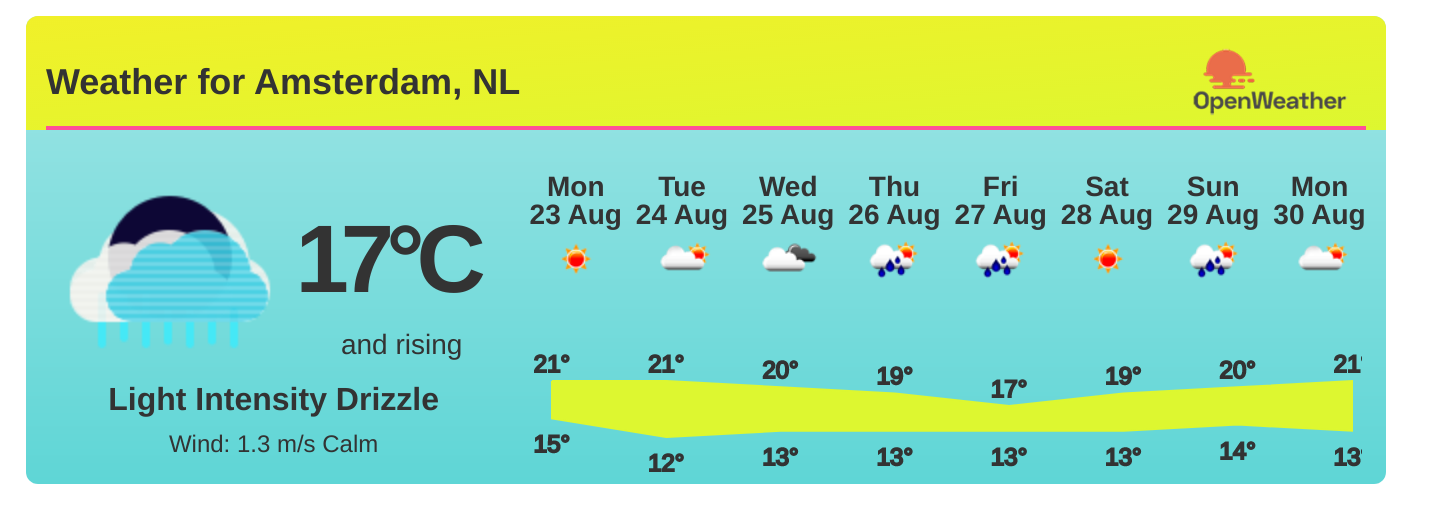 Weather for Amsterdam, NL
OpenWeather
17°C
and rising
Light Intensity Drizzle
Wind: 1.3 m/s Calm
Mon Tue Wed Thu Fri Sat Sun Mon
23 Aug 24 Aug 25 Aug 26 Aug 27 Aug 28 Aug 29 Aug 30 Aug
21° 21° 20° 19° 17° 19° 20° 21°
15° 12° 13° 13° 13° 13° 14° 13°